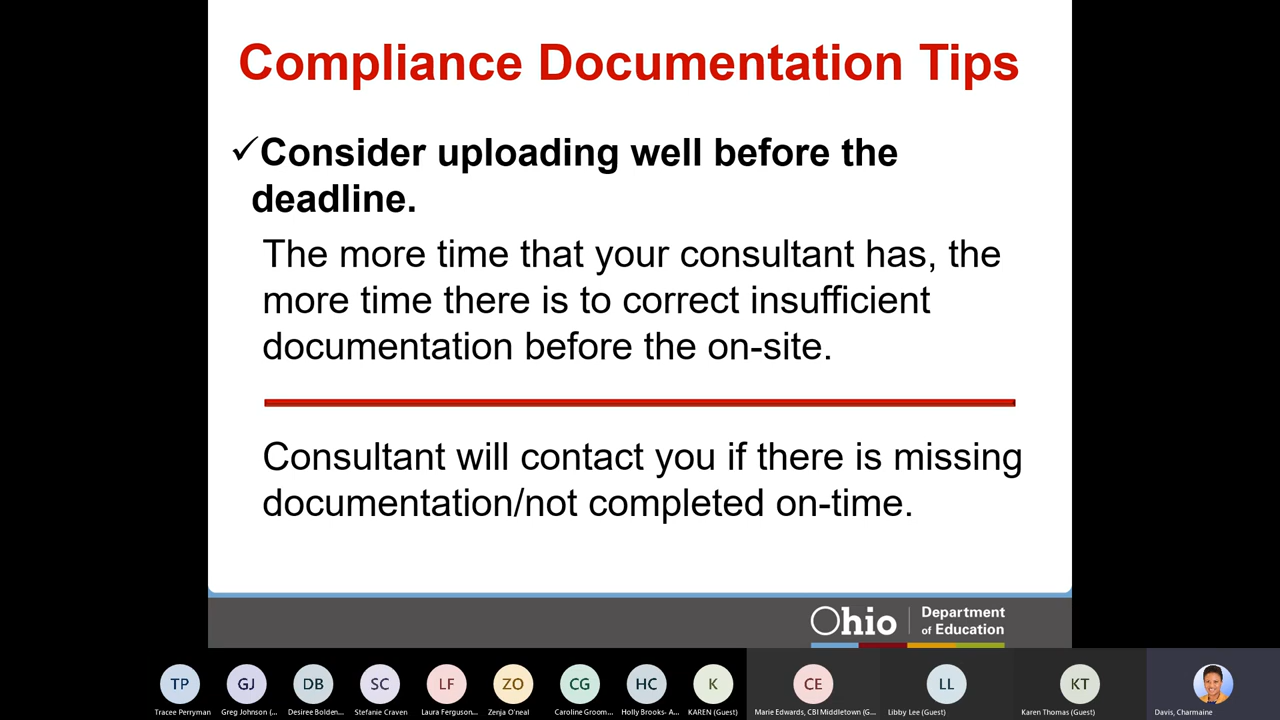 Compliance Documentation Tips
✓Consider uploading well before the
deadline.
The more time that your consultant has, the
more time there is to correct insufficient
documentation before the on-site.
Consultant will contact you if there is missing
documentation/not completed on-time.
Ohio Department
of Education
TP GJ DB SC LF ZO CG HC K CE LL KT
Tracee Perryman Greg Johnson (... Desiree Bolden... Stefanie Craven Laura Ferguson... Zenja O'neal Caroline Groom... Holly Brooks- A... KAREN (Guest) Marie Edwards, CBI Middletown (G... Libby Lee (Guest) Karen Thomas (Guest) Davis, Charmaine